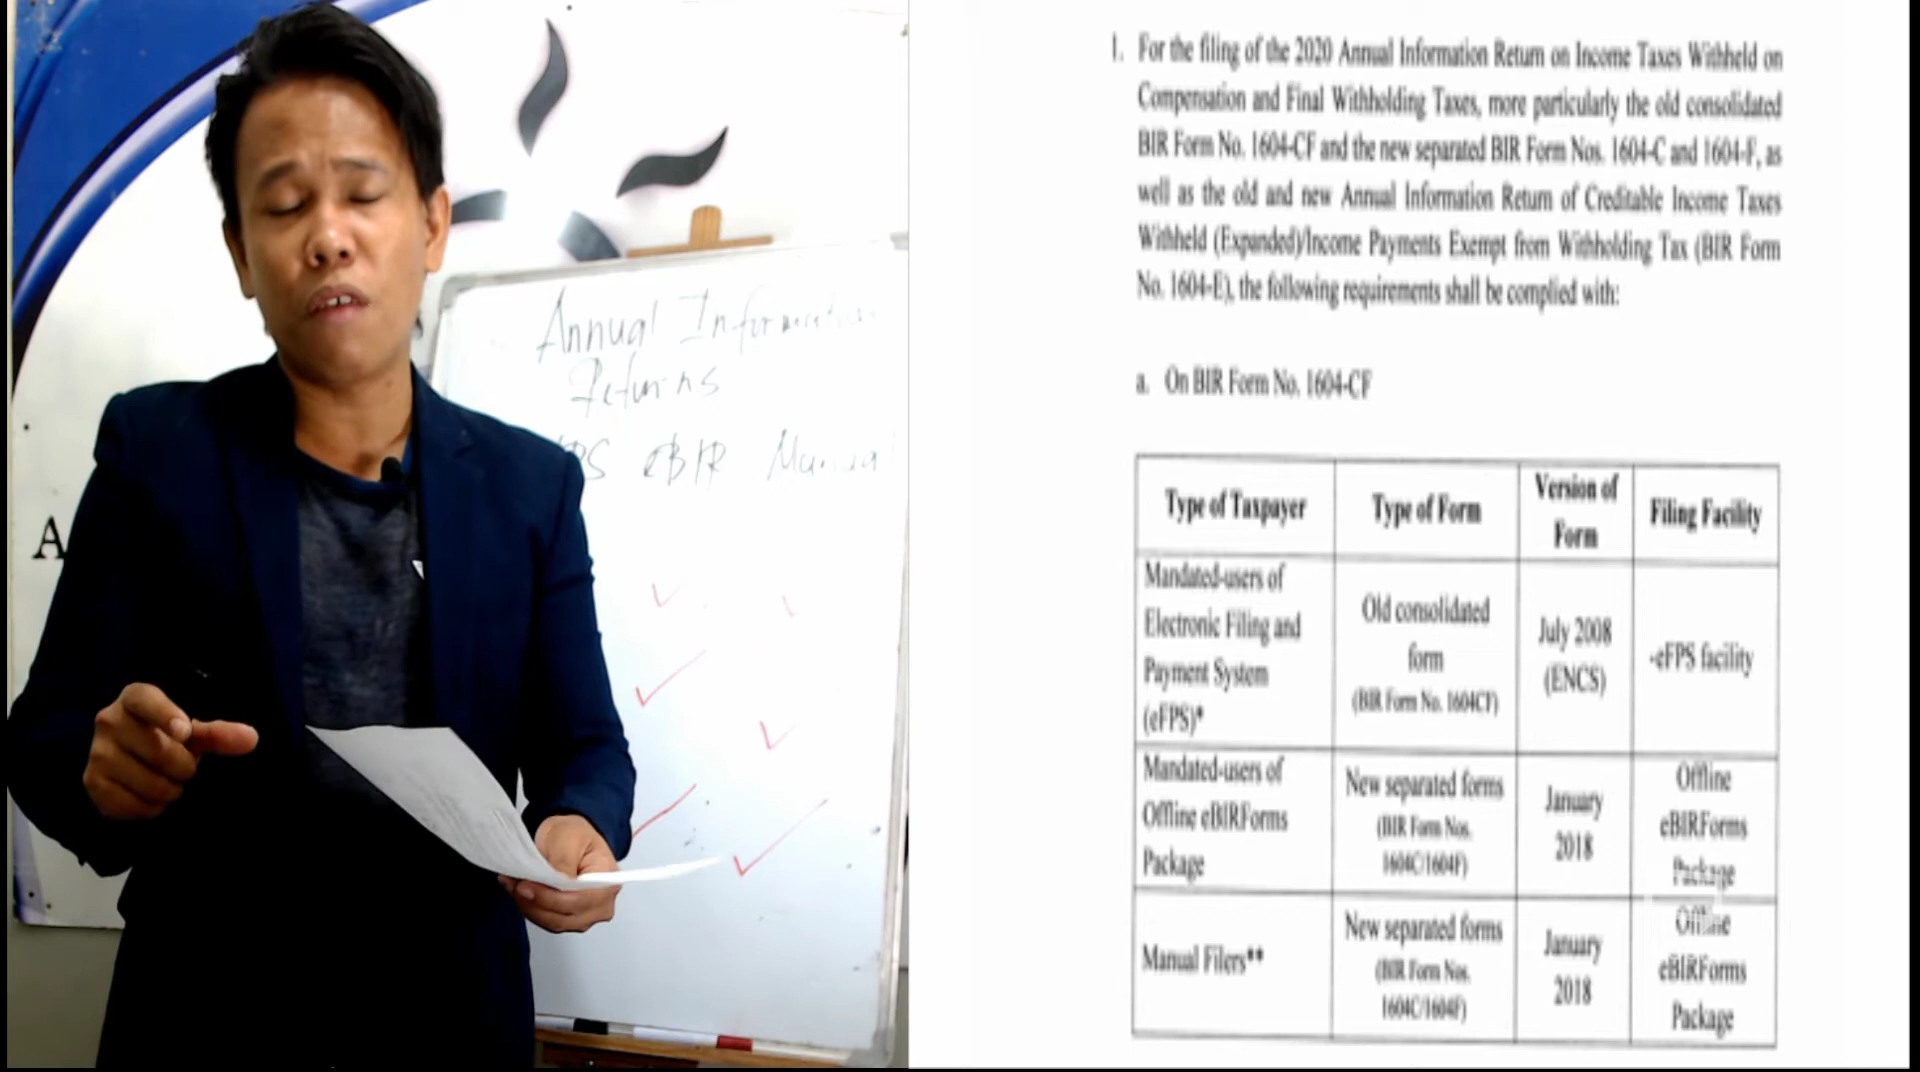 A
Annual Information
Returns
eBIR Manual
1. For the filing of the 2020 Annual Information Return on Income Taxes Withheld on
Compensation and Final Withholding Taxes, more particularly the old consolidated
BIR Form No. 1604-CF and the new separated BIR Form Nos. 1604-C and 1604-F, as
well as the old and new Annual Information Return of Creditable Income Taxes
Withheld (Expanded)/Income Payments Exempt from Withholding Tax (BIR Form
No. 1604-E), the following requirements shall be complied with:
a. On BIR Form No. 1604-CF
Type of Taxpayer
Type of Form
Version of
Form
Filing Facility
Mandated-users of
Electronic Filing and
Payment System
(eFPS)*
Old consolidated
form
(BIR Form No. 1604CF)
July 2008
(ENCS)
-eFPS facility
Mandated-users of
Offline eBIRForms
Package
New separated forms
(BIR Form Nos.
1604C/1604F)
January
2018
Offline
eBIRForms
Package
Manual Filers**
New separated forms
(BIR Form Nos.
1604C/1604F)
January
2018
Offline
eBIRForms
Package